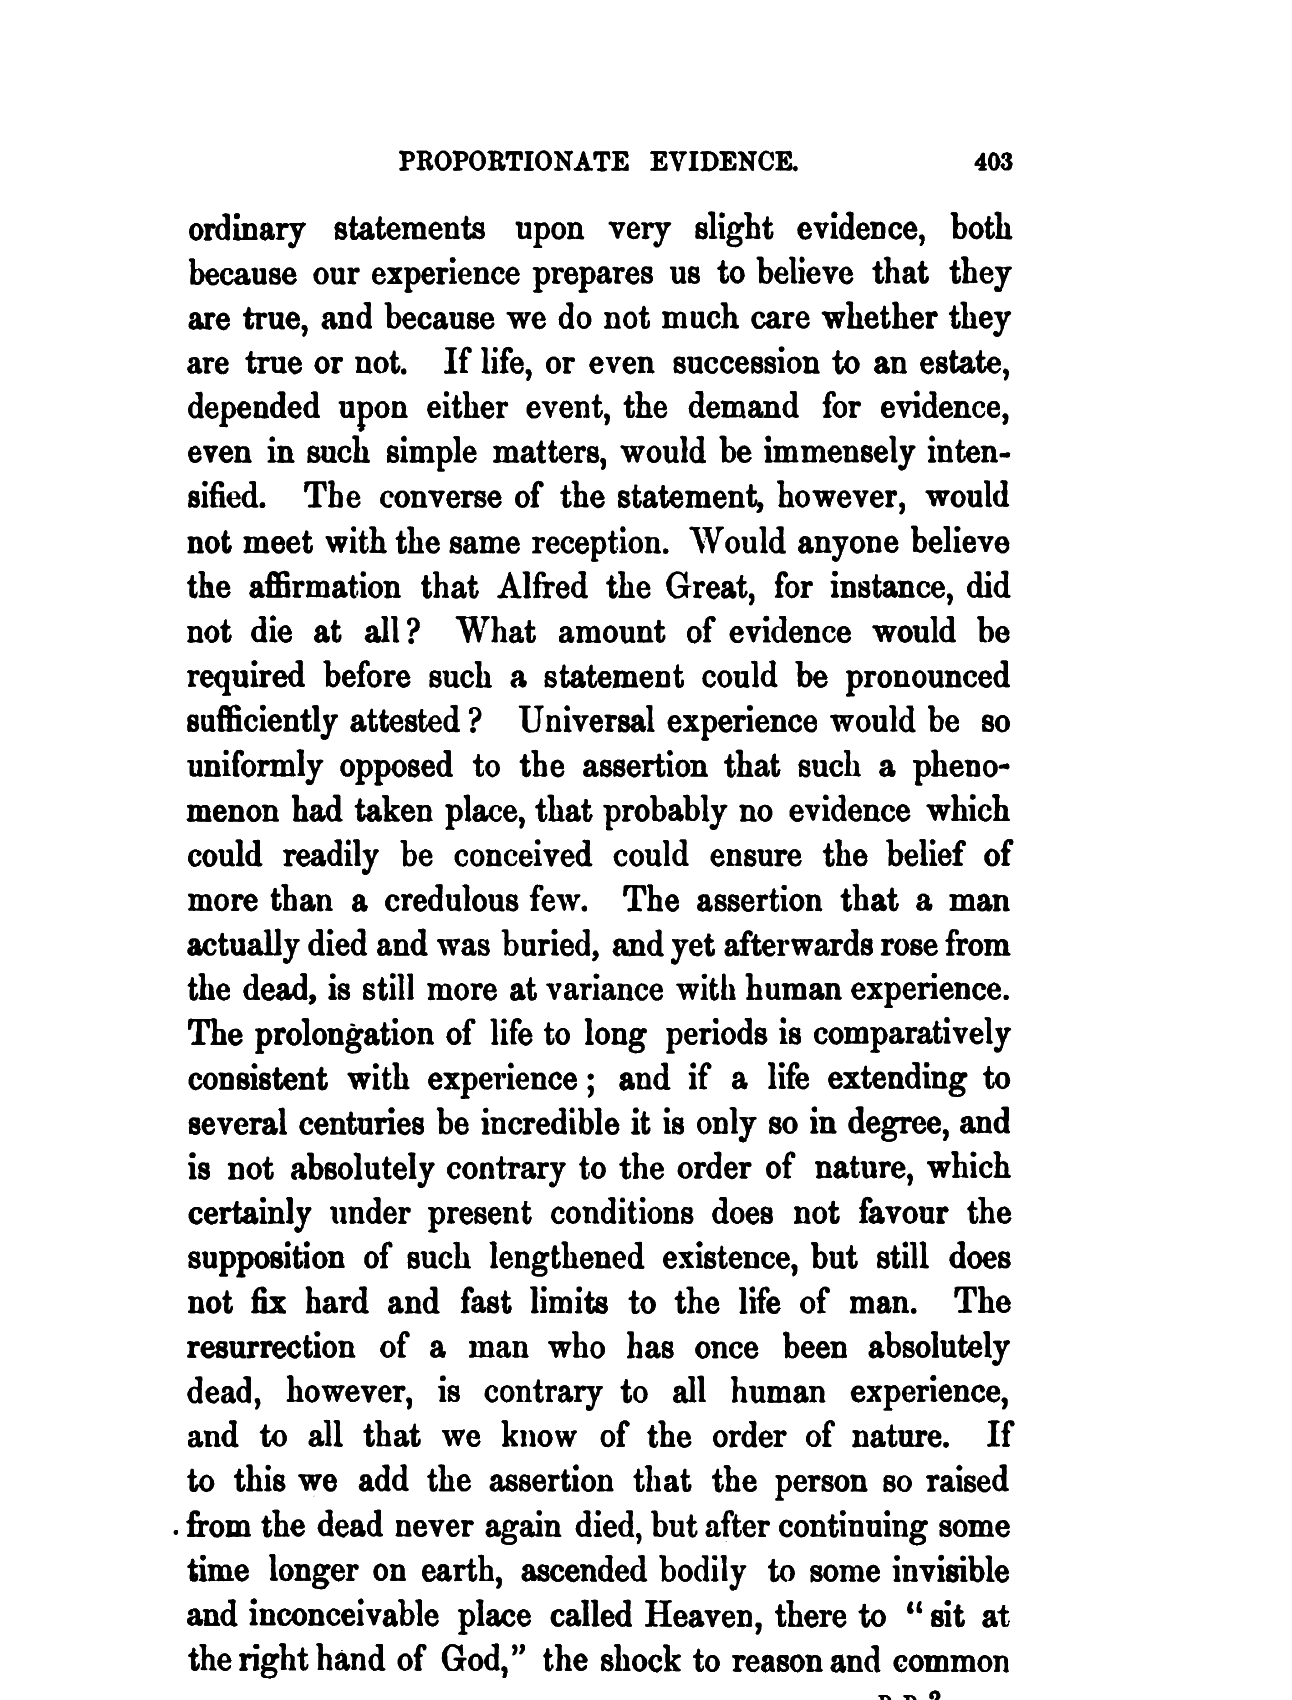 PROPORTIONATE EVIDENCE. 403
ordinary statements upon very slight evidence, both
because our experience prepares us to believe that they
are true, and because we do not much care whether they
are true or not. If life, or even succession to an estate,
depended upon either event, the demand for evidence,
even in such simple matters, would be immensely inten-
sified. The converse of the statement, however, would
not meet with the same reception. Would anyone believe
the affirmation that Alfred the Great, for instance, did
not die at all? What amount of evidence would be
required before such a statement could be pronounced
sufficiently attested? Universal experience would be so
uniformly opposed to the assertion that such a pheno-
menon had taken place, that probably no evidence which
could readily be conceived could ensure the belief of
more than a credulous few. The assertion that a man
actually died and was buried, and yet afterwards rose from
the dead, is still more at variance with human experience.
The prolongation of life to long periods is comparatively
consistent with experience; and if a life extending to
several centuries be incredible it is only so in degree, and
is not absolutely contrary to the order of nature, which
certainly under present conditions does not favour the
supposition of such lengthened existence, but still does
not fix hard and fast limits to the life of man. The
resurrection of a man who has once been absolutely
dead, however, is contrary to all human experience,
and to all that we know of the order of nature. If
to this we add the assertion that the person so raised
from the dead never again died, but after continuing some
time longer on earth, ascended bodily to some invisible
and inconceivable place called Heaven, there to "sit at
the right hand of God," the shock to reason and common